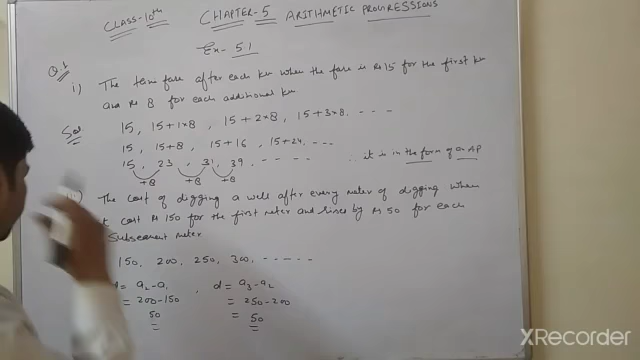 CLASS-10th CHAPTER-5 ARITHMETIC PROGRESSIONS
Ex- 5.1
Q.1
i) The fare after each km when the fare is Rs 15 for the first km
and Rs 8 for each additional km
Sol 15, 15+1×8, 15+2×8, 15+3×8, - - -
15, 15+8, 15+16, 15+24, ---
15, 23, 31, 39, - - - - ∴ it is in the form of an AP
+8 +8 +8
) The cost of digging a well after every meter of digging when
it cost Rs 150 for the first meter and rises by Rs 50 for each
Subsequent meter
150, 200, 250, 300, - - - - -
d= a₂-a₁, d= a₃-a₂
= 200-150 = 250-200
50 = 50
XRecorder